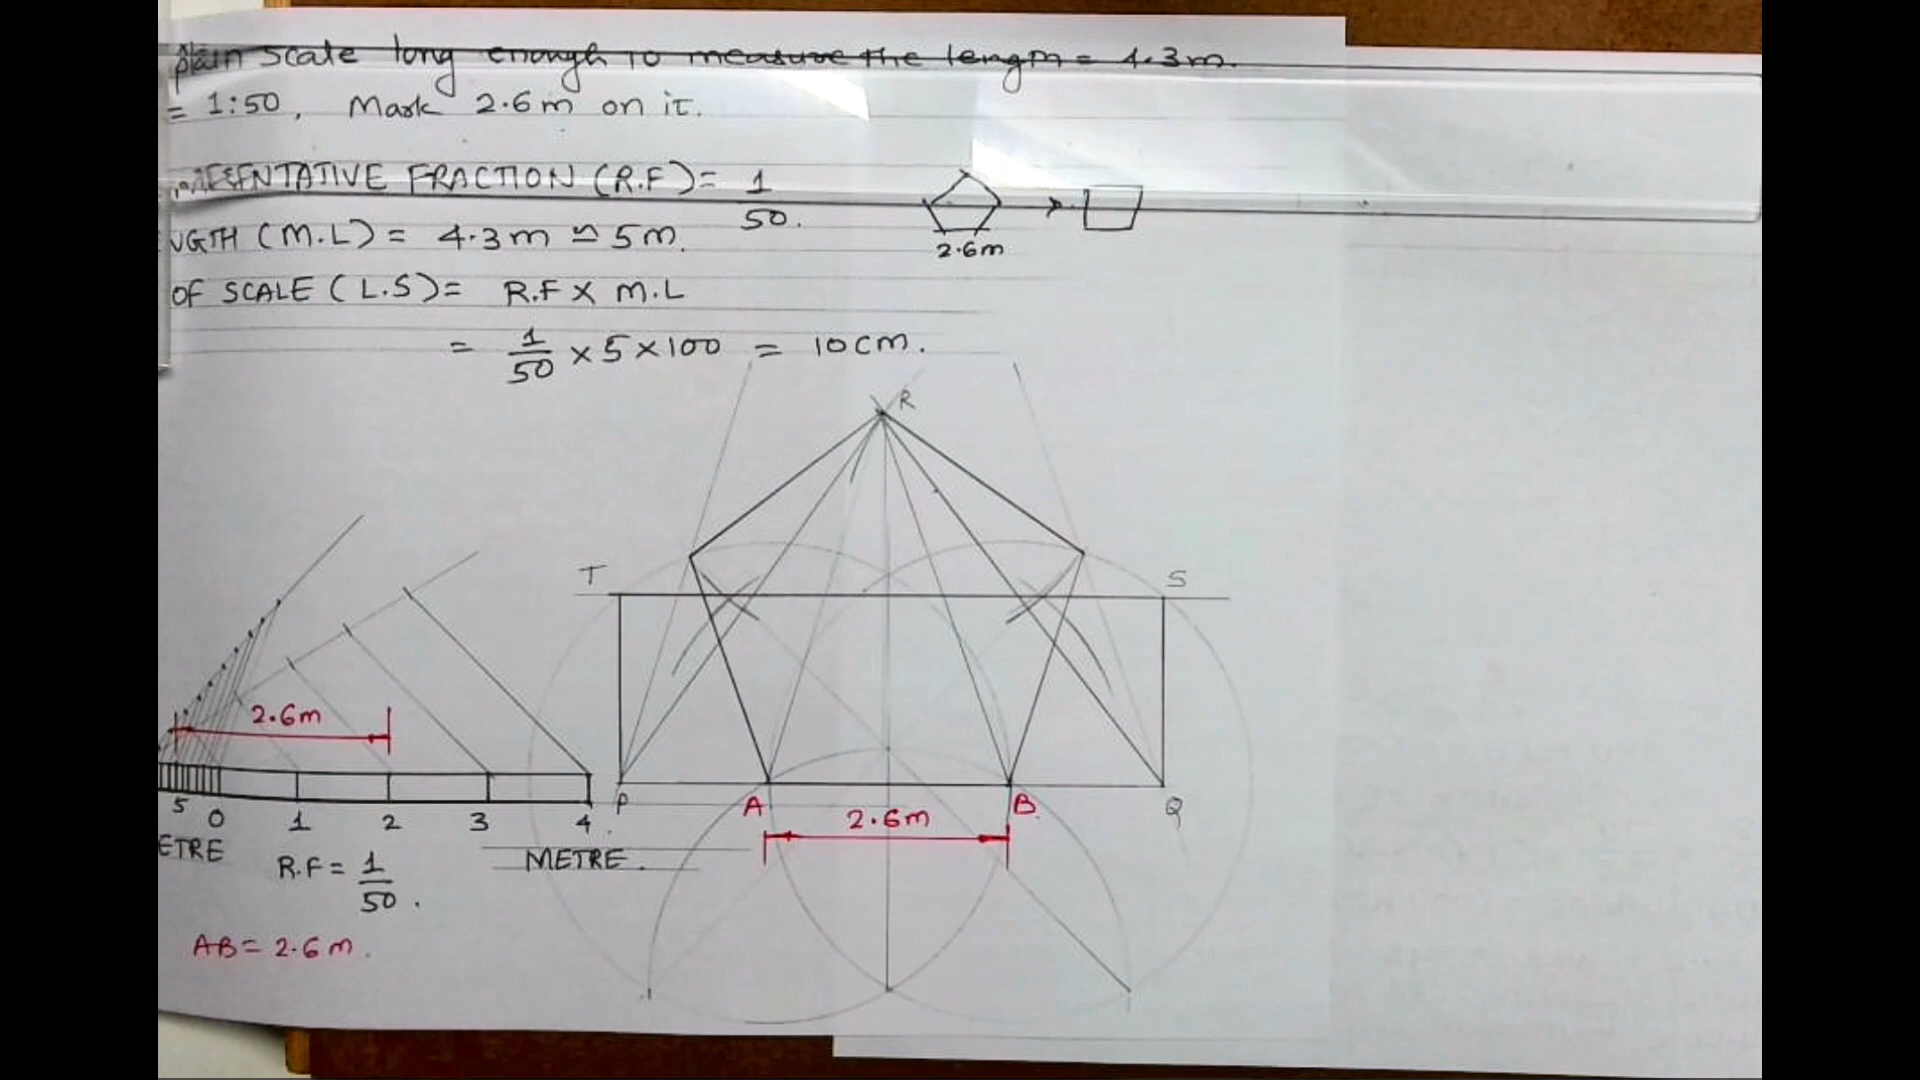 plain scale long enough to measure the length = 4.3m.
= 1:50, Mark 2.6m on it.
RESENTATIVE FRACTION (R.F) = 1/50.
NGTH (M.L) = 4.3m ≃ 5m.
2.6m
OF SCALE (L.S) = R.F X M.L
= 1/50 × 5 × 100 = 10cm.
R
T
S
2.6m
5 0 1 2 3 4
P
A
B
Q
2.6m
ETRE
METRE.
R.F = 1/50.
AB = 2.6m.